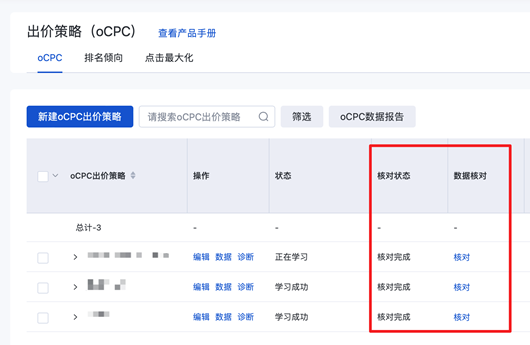 出价策略（oCPC） 查看产品手册
oCPC 排名倾向 点击最大化
新建oCPC出价策略 请搜索oCPC出价策略 筛选 oCPC数据报告
oCPC出价策略 操作 状态 核对状态 数据核对
总计-3 - - - -
编辑 数据 诊断 正在学习 核对完成 核对
编辑 数据 诊断 学习成功 核对完成 核对
编辑 数据 诊断 学习成功 核对完成 核对